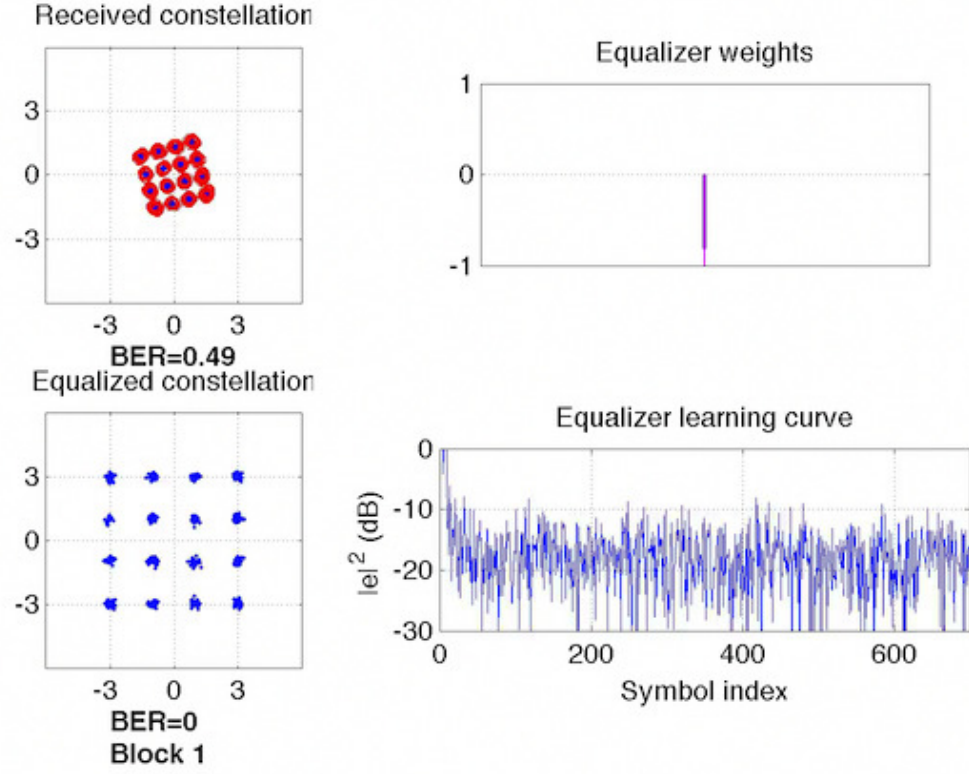 Received constellation
3
0
-3
-3 0 3
BER=0.49
Equalizer weights
1
0
-1
Equalized constellation
3
0
-3
-3 0 3
BER=0
Block 1
Equalizer learning curve
0
-10
-20
-30
|e|² (dB)
0 200 400 600
Symbol index